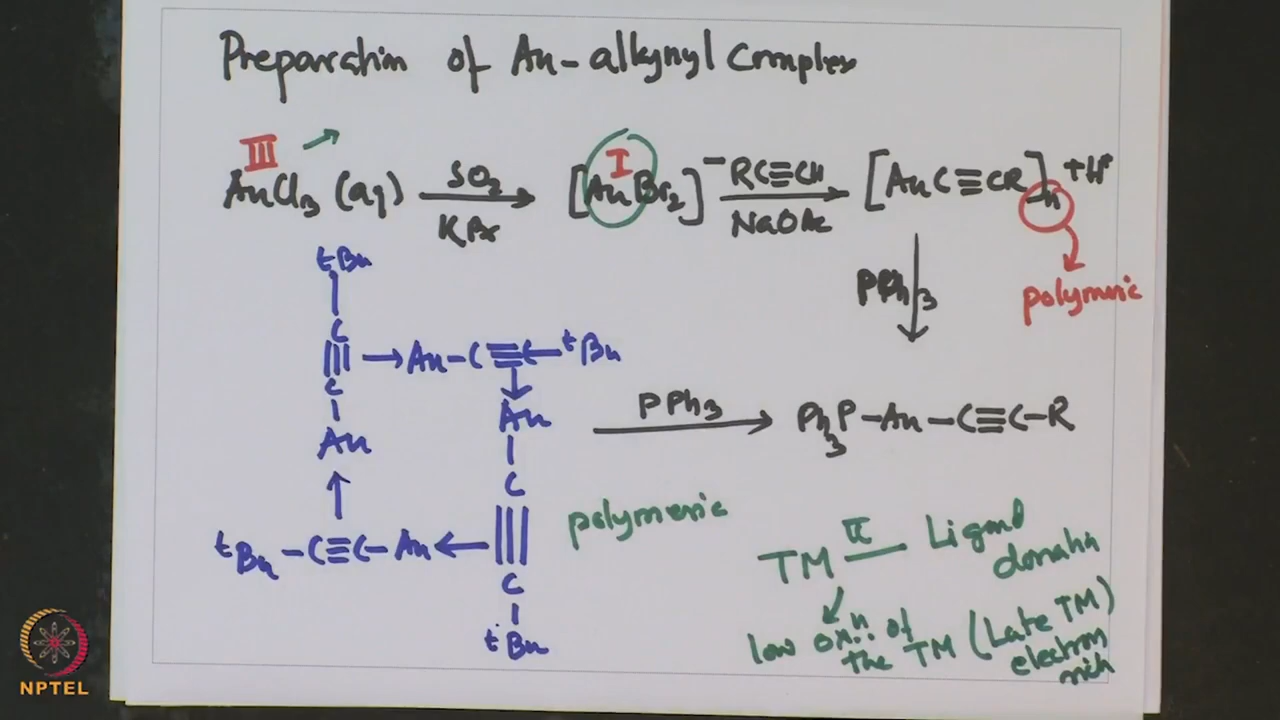 Preparation of Au-alkynyl Complex
III I
AuCl3 (aq) SO2 KBr [AuBr2]− RC≡CH NaOAc [AuC≡CR]n + H+
polymeric
PPh3
tBu
C
C
Au
→Au-C≡C-tBu
Au
C
C
tBu
tBu-C≡C-Au←
PPh3
Ph3P-Au-C≡C-R
polymeric
TM π Ligand donation
low oxn. of the TM (Late TM) electron rich
NPTEL